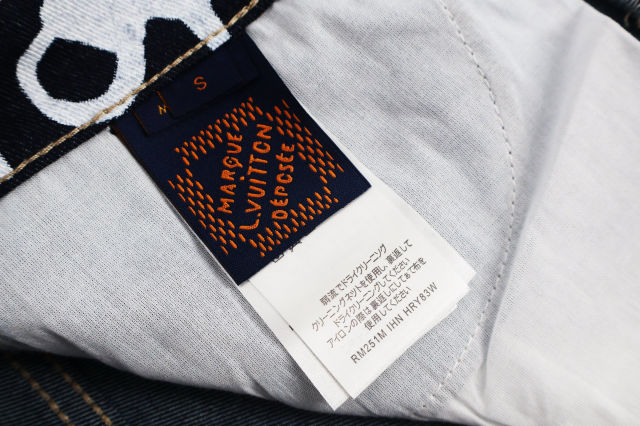 S
MARQUE
L.VUITTON
DÉPOSÉE
弱流でドライクリーニング
クリーニングネットを使用し、裏返して
ドライクリーニングしてください
アイロンの際は裏返しにしてあて布を
使用してください
RM251M IHN HRY83W